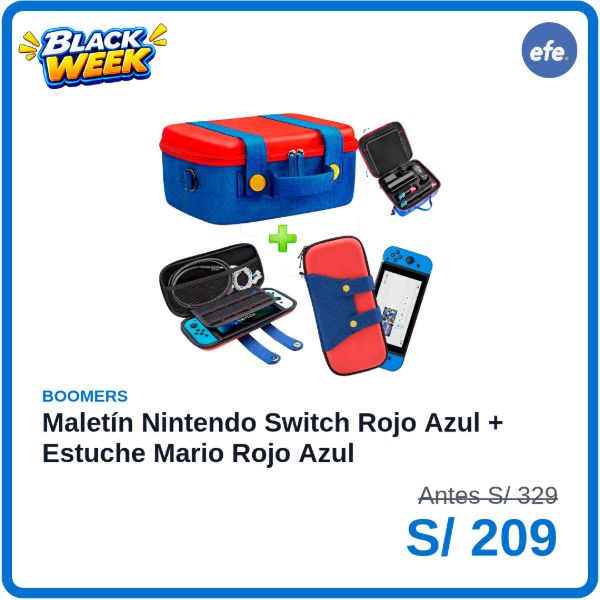 BLACK
WEEK
efe.
BOOMERS
Maletín Nintendo Switch Rojo Azul +
Estuche Mario Rojo Azul
Antes S/ 329
S/ 209